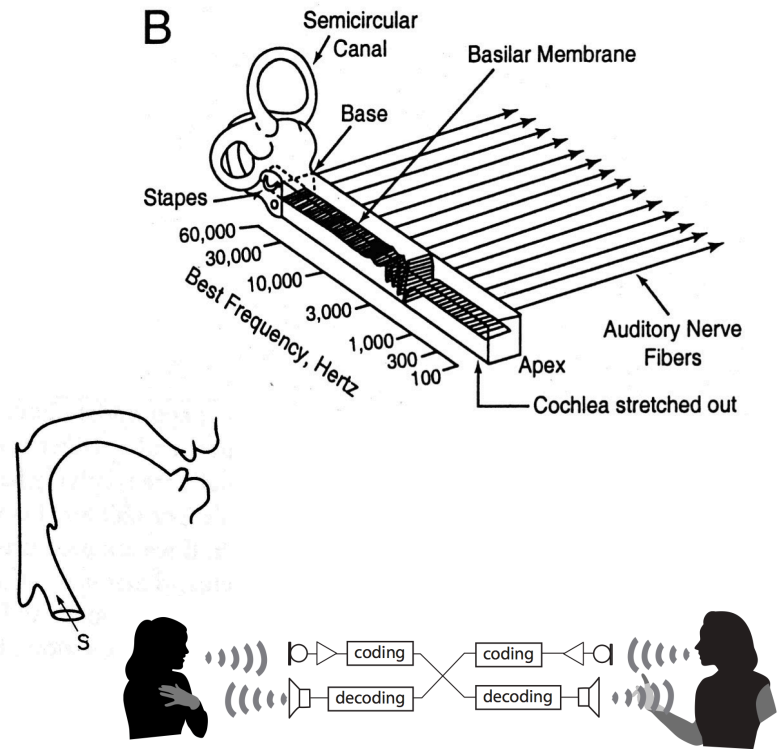 B
Semicircular
Canal
Basilar Membrane
Base
Stapes
60,000
30,000
10,000
3,000
1,000
300
100
Best Frequency, Hertz
Auditory Nerve
Fibers
Apex
Cochlea stretched out
S
coding
coding
decoding
decoding